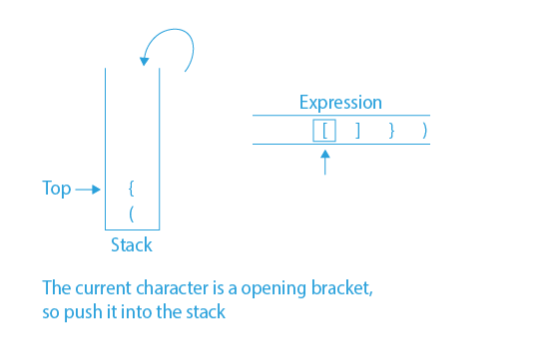 Expression
[ ] } )
Top
{
(
Stack
The current character is a opening bracket,
so push it into the stack